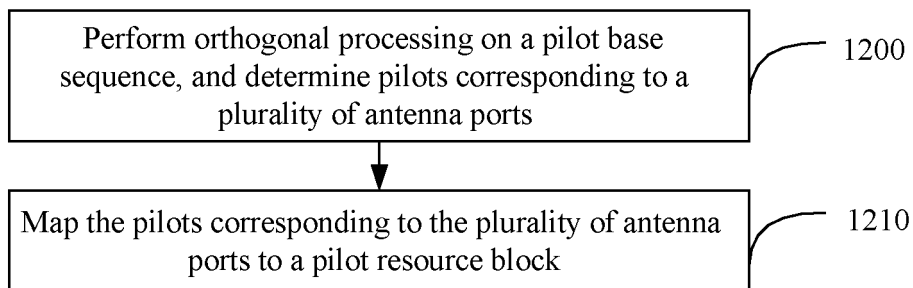 Perform orthogonal processing on a pilot base
sequence, and determine pilots corresponding to a
plurality of antenna ports
1200
Map the pilots corresponding to the plurality of antenna
ports to a pilot resource block
1210